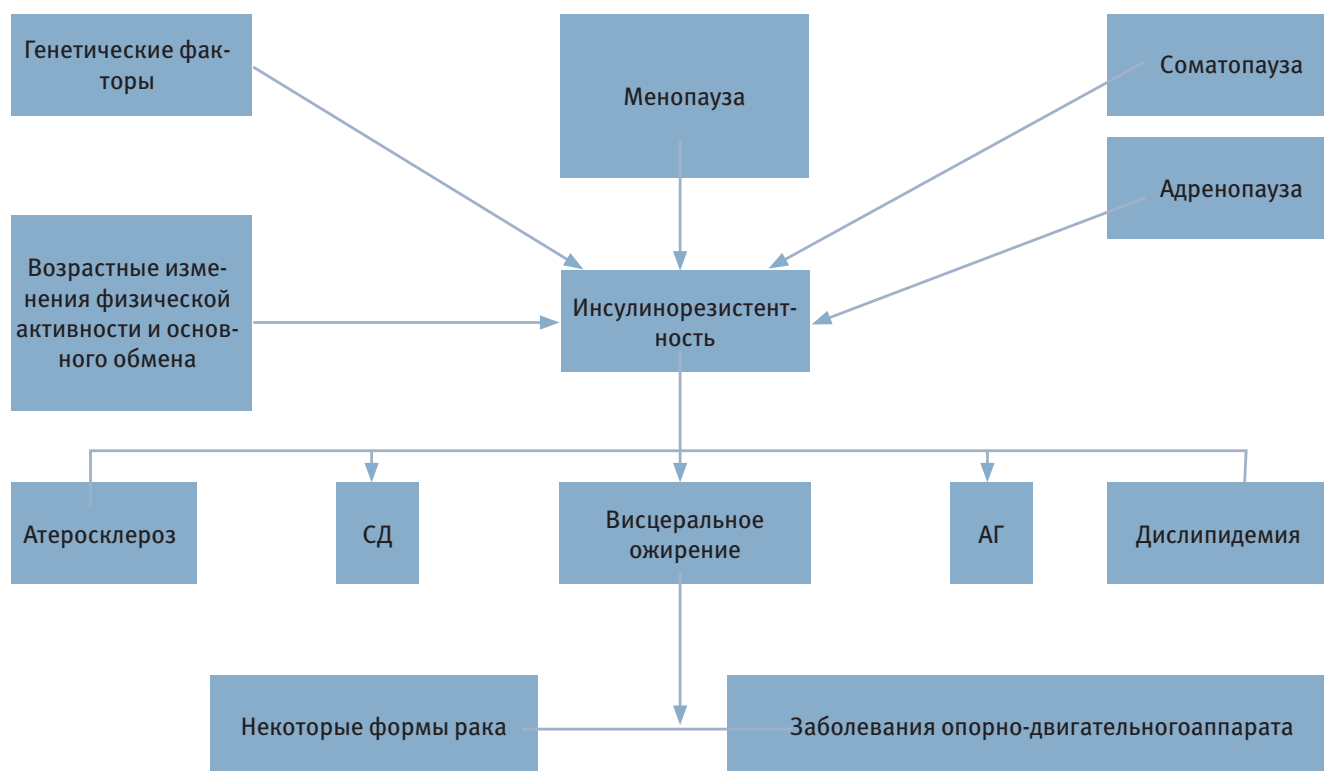 Генетические фак-
торы
Менопауза
Соматопауза
Адренопауза
Возрастные изме-
нения физической
активности и основ-
ного обмена
Инсулинорезистент-
ность
Атеросклероз
СД
Висцеральное
ожирение
АГ
Дислипидемия
Некоторые формы рака
Заболевания опорно-двигательногоаппарата